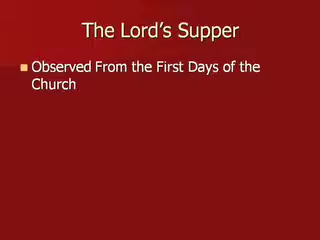 The Lord’s Supper
Observed From the First Days of the
Church